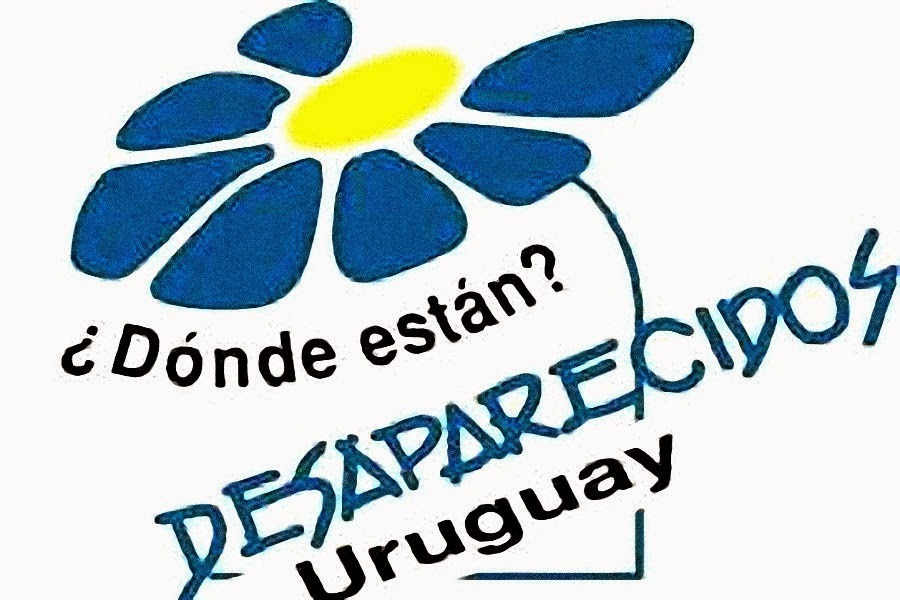 ¿Dónde están?
DESAPARECIDOS
Uruguay